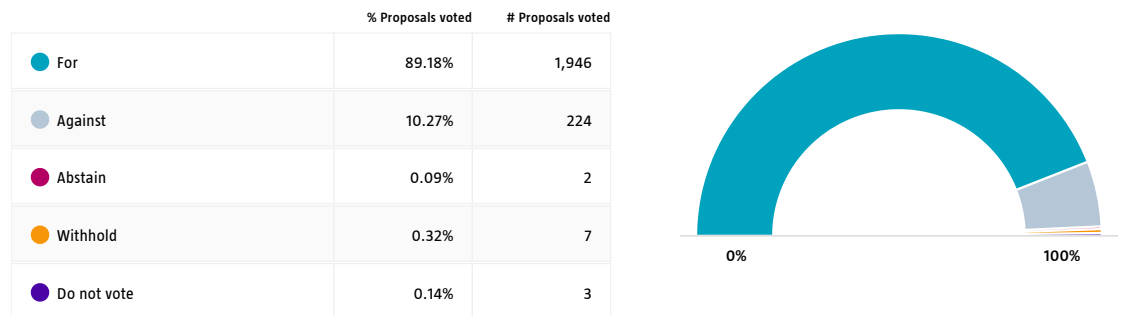 % Proposals voted # Proposals voted
For 89.18% 1,946
Against 10.27% 224
Abstain 0.09% 2
Withhold 0.32% 7
Do not vote 0.14% 3
0% 100%